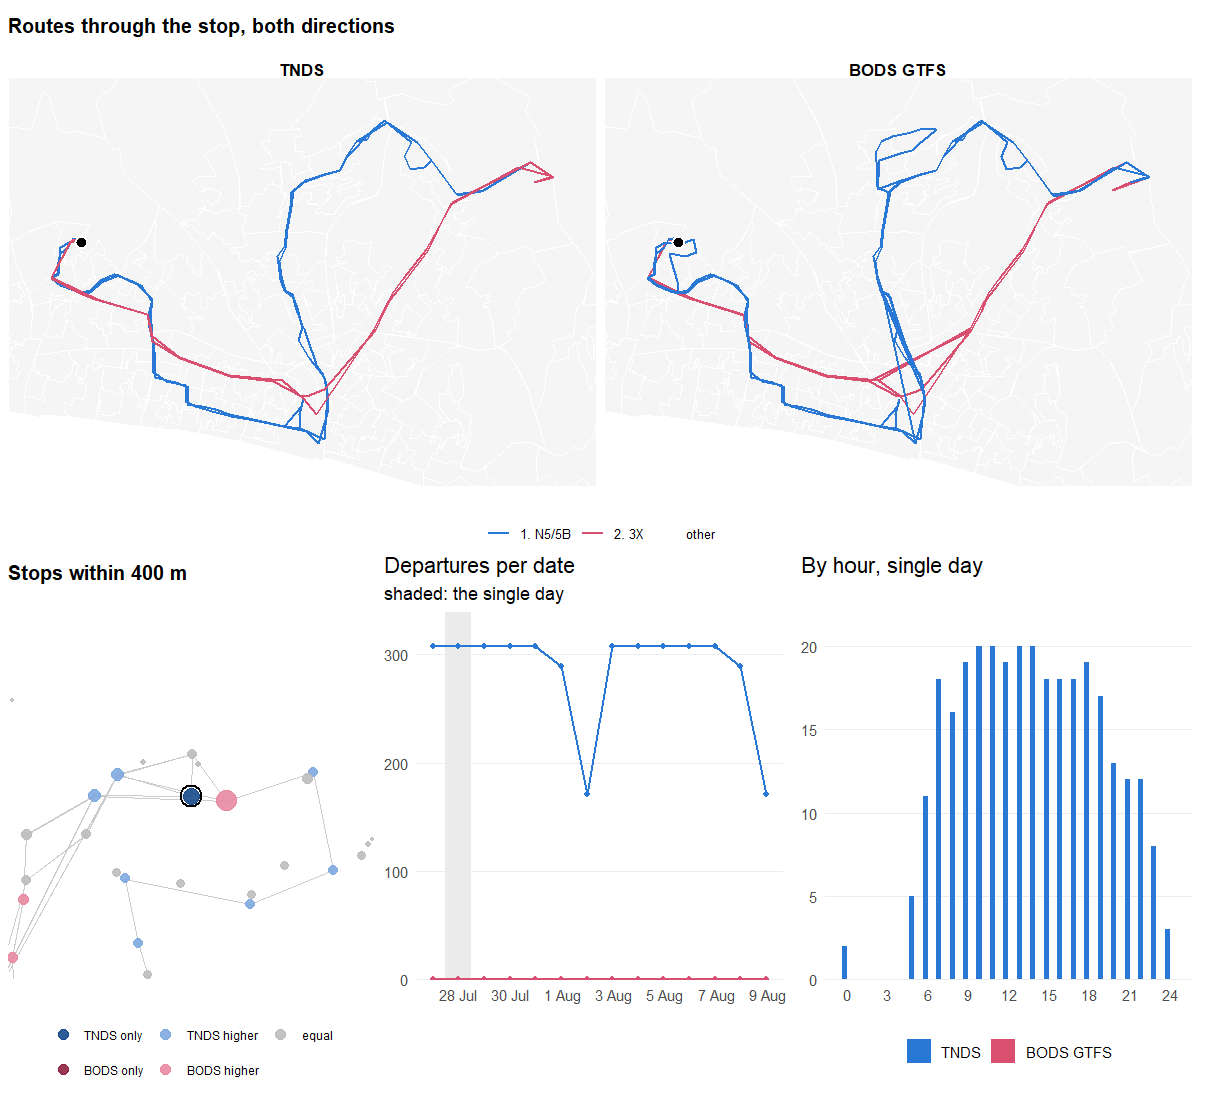 Routes through the stop, both directions
TNDS
BODS GTFS
1. N5/5B
2. 3X
other
Stops within 400 m
Departures per date
shaded: the single day
By hour, single day
300
200
100
0
28 Jul
30 Jul
1 Aug
3 Aug
5 Aug
7 Aug
9 Aug
20
15
10
5
0
0
3
6
9
12
15
18
21
24
TNDS only
TNDS higher
equal
BODS only
BODS higher
TNDS
BODS GTFS